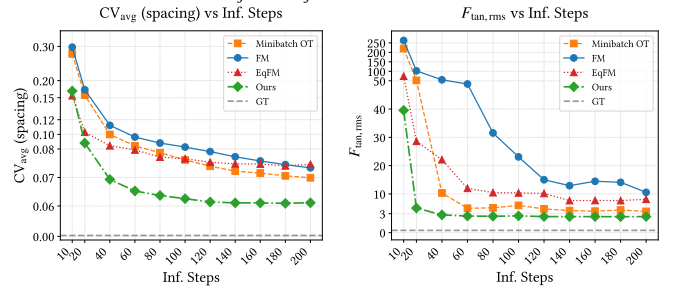 CVavg (spacing) vs Inf. Steps
0.30
0.20
0.15
0.12
0.10
0.08
0.07
0.06
0.00
CVavg (spacing)
Minibatch OT
FM
EqFM
Ours
GT
10
20
40
60
80
100
120
140
160
180
200
Inf. Steps
Ftan,rms vs Inf. Steps
250
200
150
100
50
40
30
20
10
3
0
Ftan,rms
Minibatch OT
FM
EqFM
Ours
GT
10
20
40
60
80
100
120
140
160
180
200
Inf. Steps